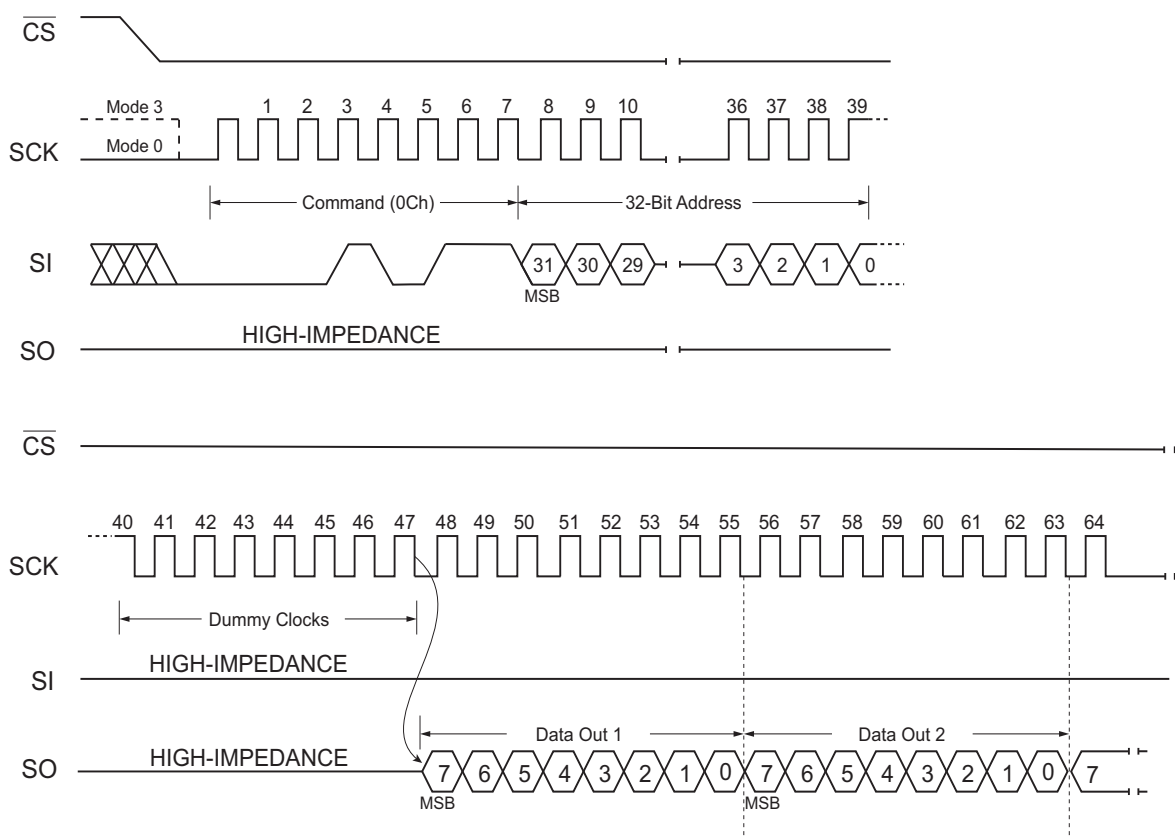 CS
Mode 3
1 2 3 4 5 6 7 8 9 10 36 37 38 39
Mode 0
SCK
Command (0Ch) 32-Bit Address
SI
31 30 29 3 2 1 0
MSB
HIGH-IMPEDANCE
SO
CS
40 41 42 43 44 45 46 47 48 49 50 51 52 53 54 55 56 57 58 59 60 61 62 63 64
SCK
Dummy Clocks
HIGH-IMPEDANCE
SI
Data Out 1 Data Out 2
HIGH-IMPEDANCE
SO
7 6 5 4 3 2 1 0 7 6 5 4 3 2 1 0 7
MSB MSB